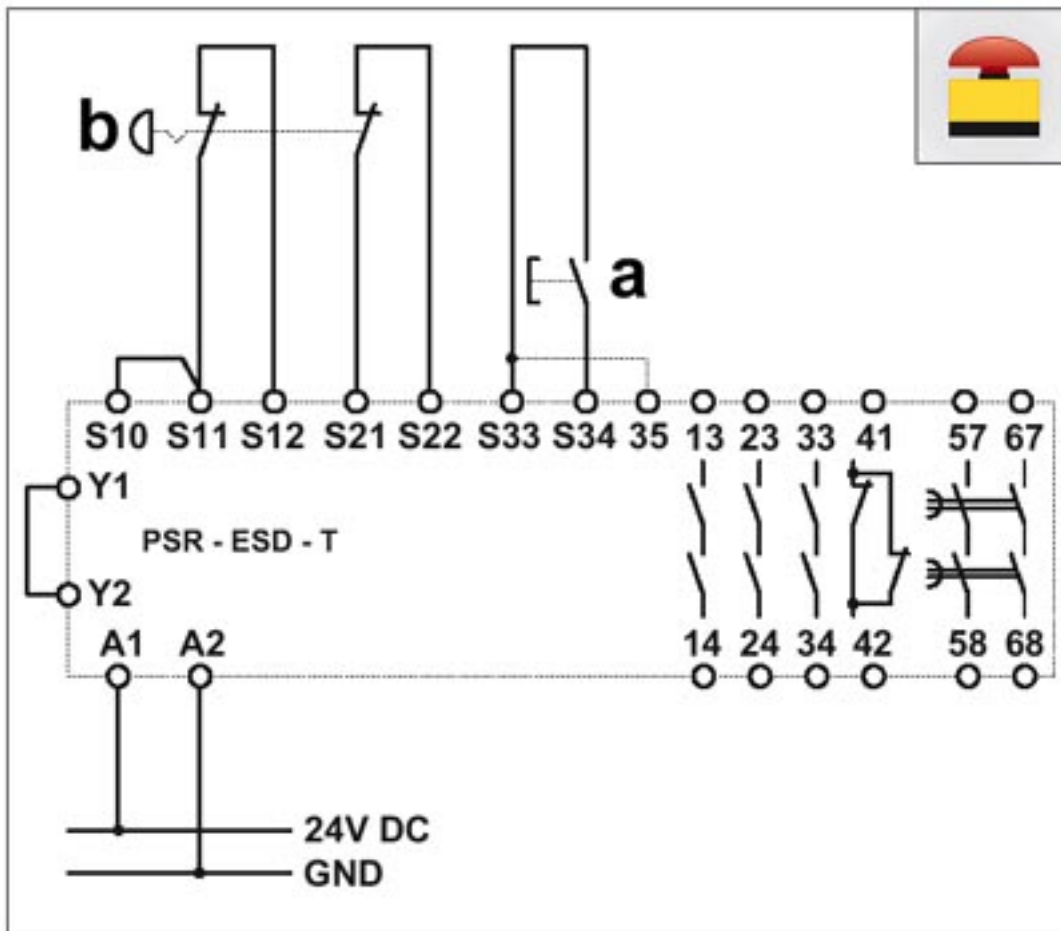 b
a
S10 S11 S12 S21 S22 S33 S34 35 13 23 33 41 57 67
Y1
PSR - ESD - T
Y2
A1 A2 14 24 34 42 58 68
24V DC
GND